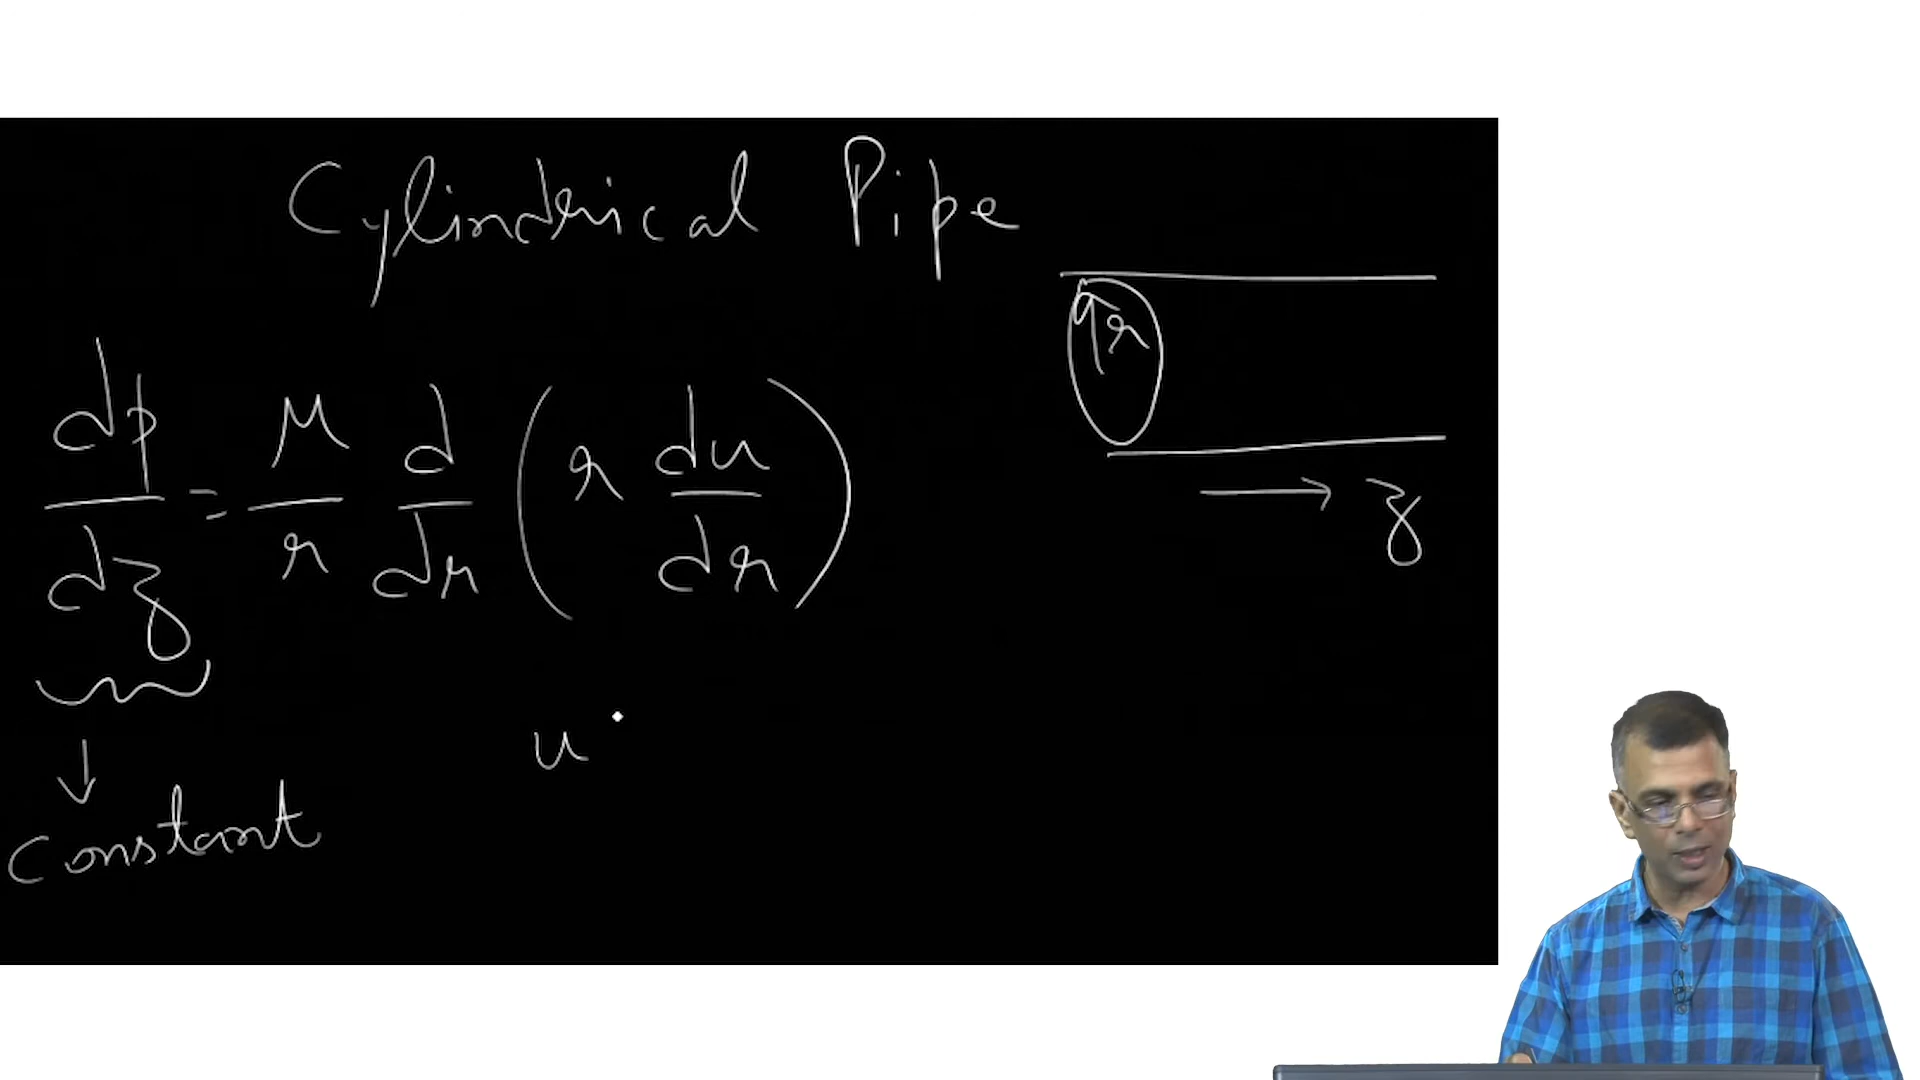 Cylindrical Pipe
r
dp/dz = μ/r d/dr ( r du/dr )
→ z
u
↓
Constant